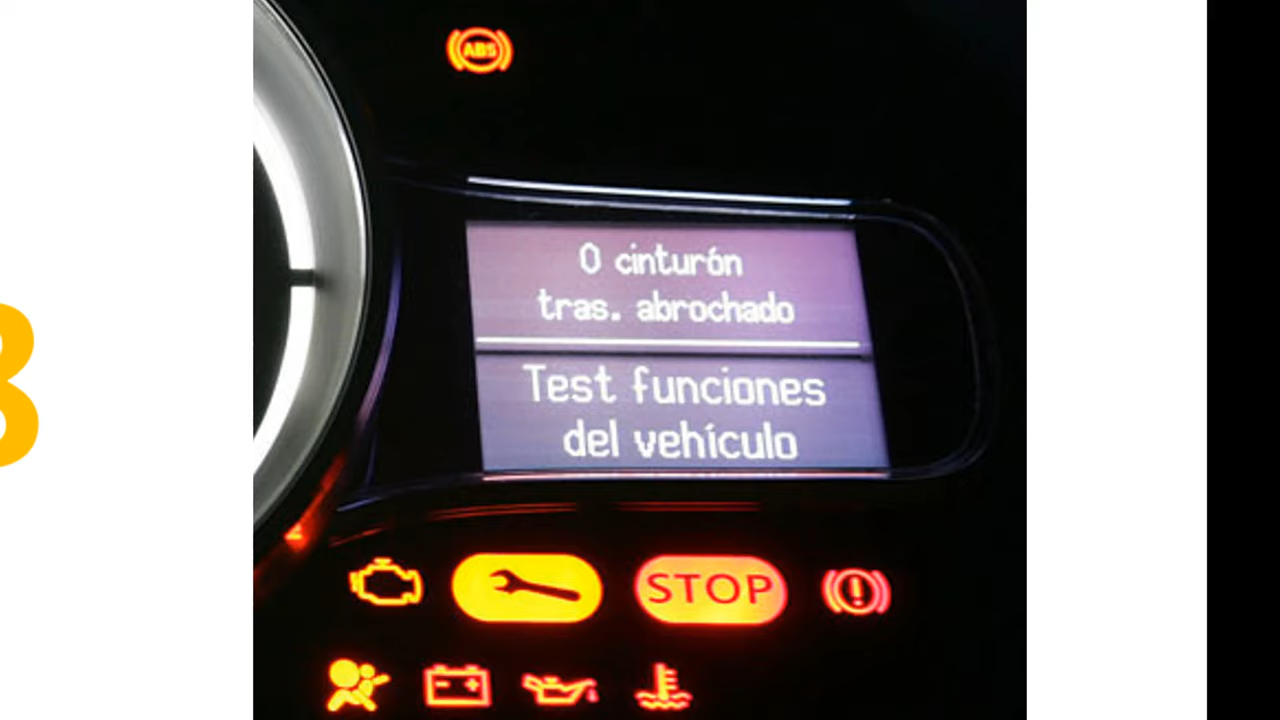 ABS
0 cinturón
tras. abrochado
Test funciones
del vehículo
STOP